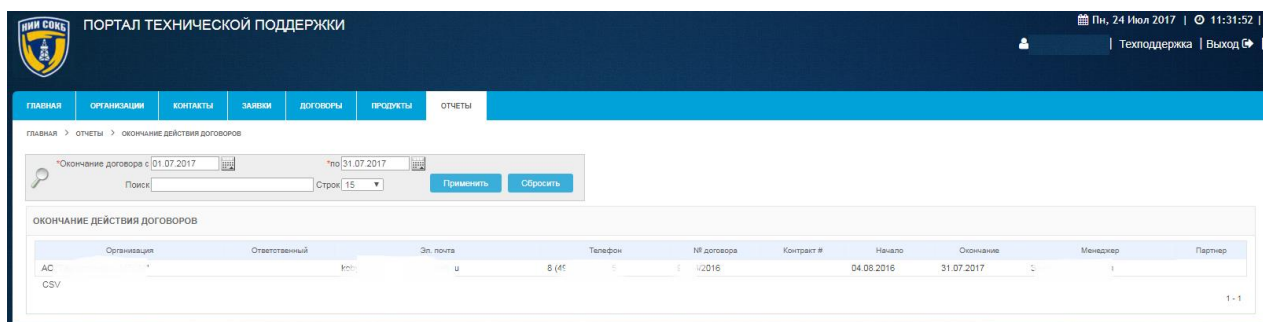 НИИ СОКБ
ПОРТАЛ ТЕХНИЧЕСКОЙ ПОДДЕРЖКИ
Пн, 24 Июл 2017 | 11:31:52 |
| Техподдержка | Выход |
ГЛАВНАЯ ОРГАНИЗАЦИИ КОНТАКТЫ ЗАЯВКИ ДОГОВОРЫ ПРОДУКТЫ ОТЧЕТЫ
ГЛАВНАЯ > ОТЧЕТЫ > ОКОНЧАНИЕ ДЕЙСТВИЯ ДОГОВОРОВ
*Окончание договора с 01.07.2017 *по 31.07.2017
Поиск Строк 15 Применить Сбросить
ОКОНЧАНИЕ ДЕЙСТВИЯ ДОГОВОРОВ
Организация Ответственный Эл. почта Телефон № договора Контракт # Начало Окончание Менеджер Партнер
АО 8 (49 /2016 04.08.2016 31.07.2017
CSV
1 - 1